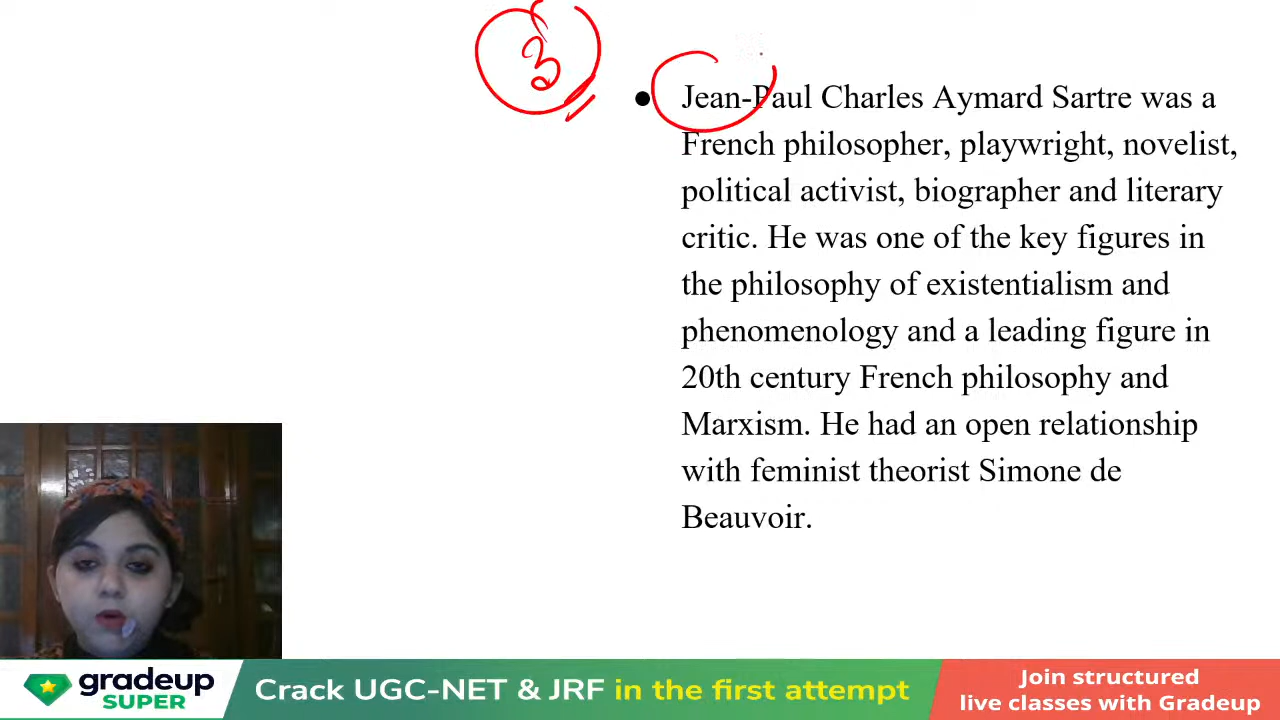 3
Jean-Paul Charles Aymard Sartre was a
French philosopher, playwright, novelist,
political activist, biographer and literary
critic. He was one of the key figures in
the philosophy of existentialism and
phenomenology and a leading figure in
20th century French philosophy and
Marxism. He had an open relationship
with feminist theorist Simone de
Beauvoir.
gradeup
SUPER
Crack UGC-NET & JRF in the first attempt
Join structured
live classes with Gradeup